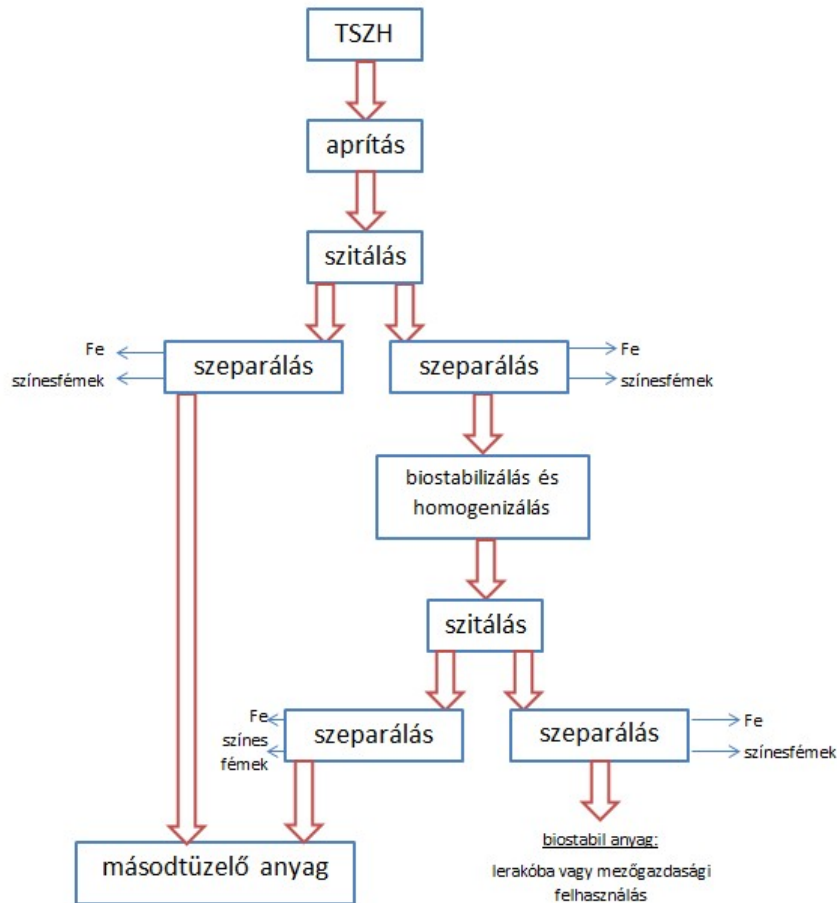 TSZH
aprítás
szitálás
Fe
színesfémek
szeparálás
szeparálás
Fe
színesfémek
biostabilizálás és
homogenizálás
szitálás
Fe
színes
fémek
szeparálás
szeparálás
Fe
színesfémek
másodtüzelő anyag
biostabil anyag:
lerakóba vagy mezőgazdasági
felhasználás